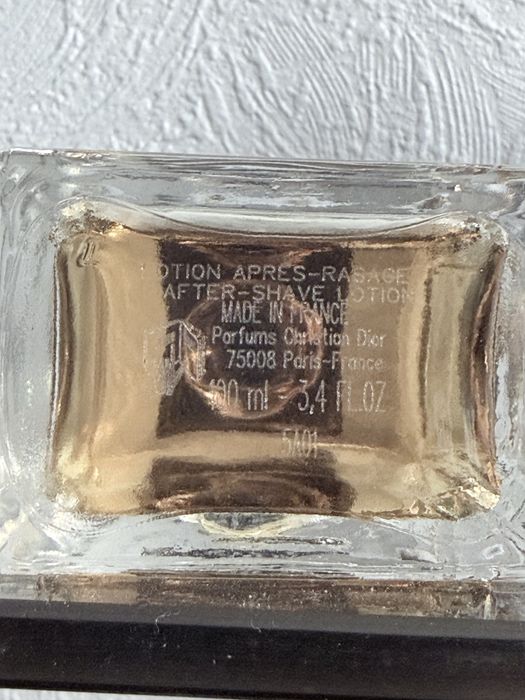 LOTION APRES-RASAGE
AFTER-SHAVE LOTION
MADE IN FRANCE
Parfums Christian Dior
75008 Paris-France
100 ml - 3,4 FL.OZ
5A01